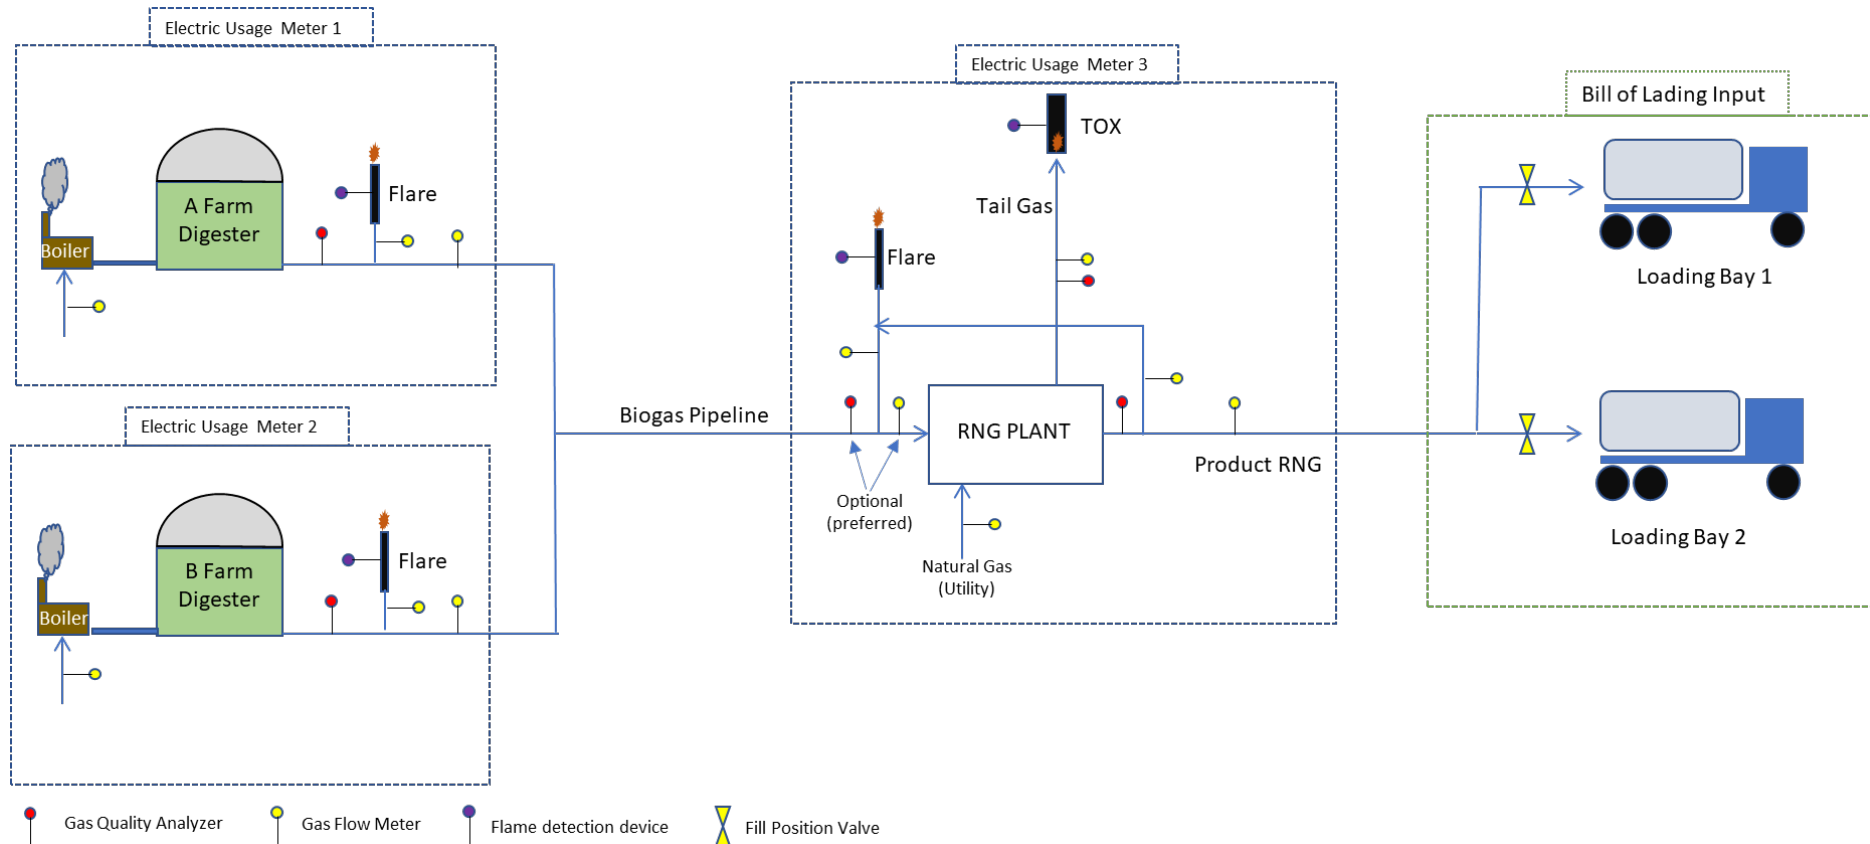 Electric Usage Meter 1
Boiler
A Farm
Digester
Flare
Electric Usage Meter 2
Boiler
B Farm
Digester
Flare
Biogas Pipeline
Electric Usage Meter 3
TOX
Tail Gas
Flare
RNG PLANT
Optional
(preferred)
Natural Gas
(Utility)
Product RNG
Bill of Lading Input
Loading Bay 1
Loading Bay 2
Gas Quality Analyzer
Gas Flow Meter
Flame detection device
Fill Position Valve